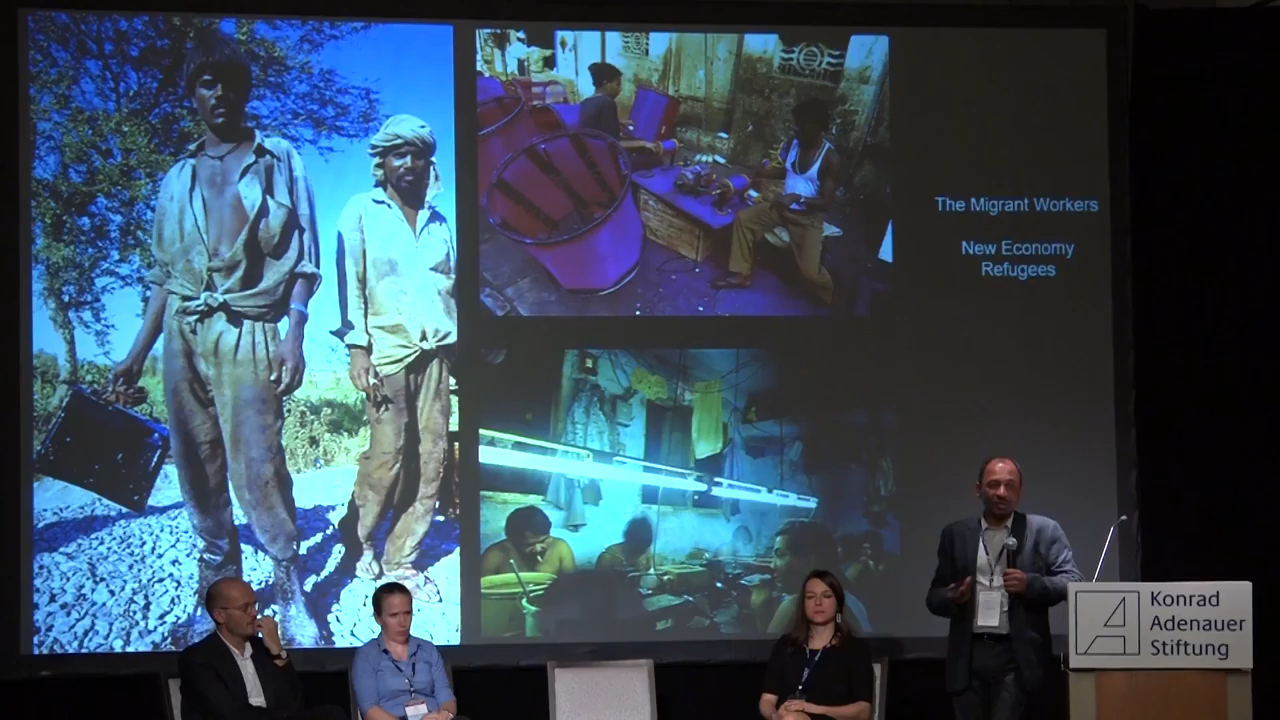 The Migrant Workers
New Economy
Refugees
Konrad
Adenauer
Stiftung